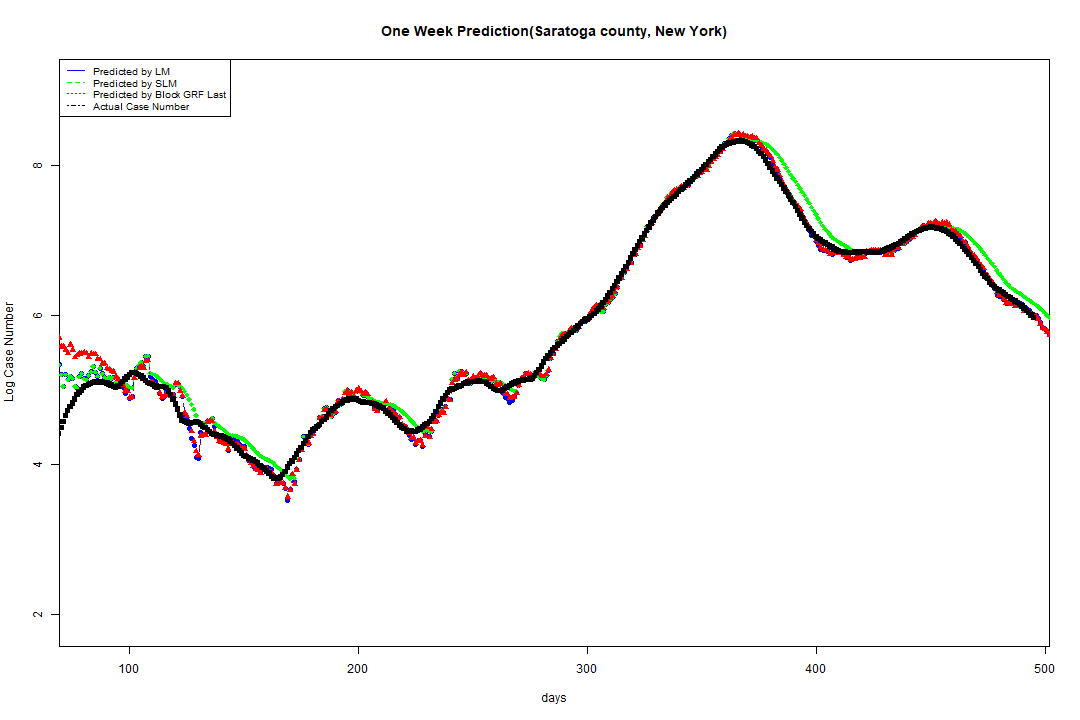 One Week Prediction(Saratoga county, New York)
Predicted by LM
Predicted by SLM
Predicted by Block GRF Last
Actual Case Number
Log Case Number
8
6
4
2
100 200 300 400 500
days